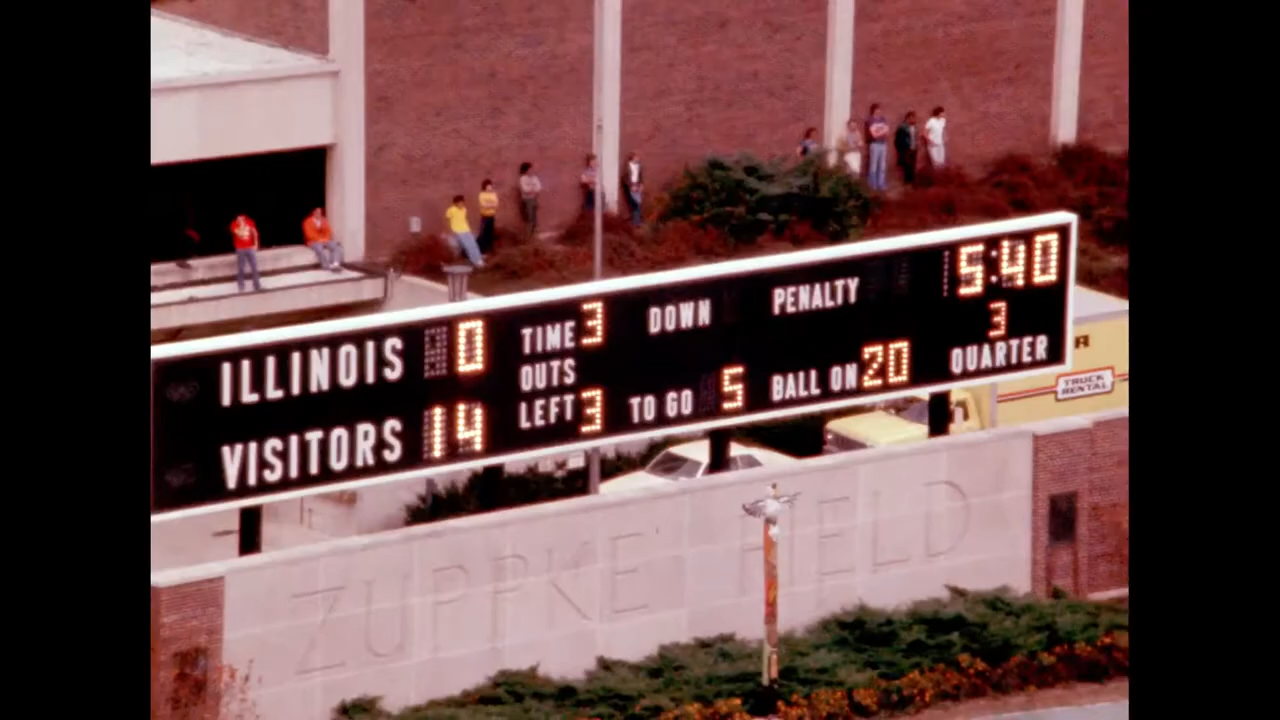 ILLINOIS 0 TIME 3 DOWN PENALTY 5:40
OUTS 3
VISITORS 14 LEFT 3 TO GO 5 BALL ON 20 QUARTER
TRUCK
RENTAL
ZUPPKE FIELD